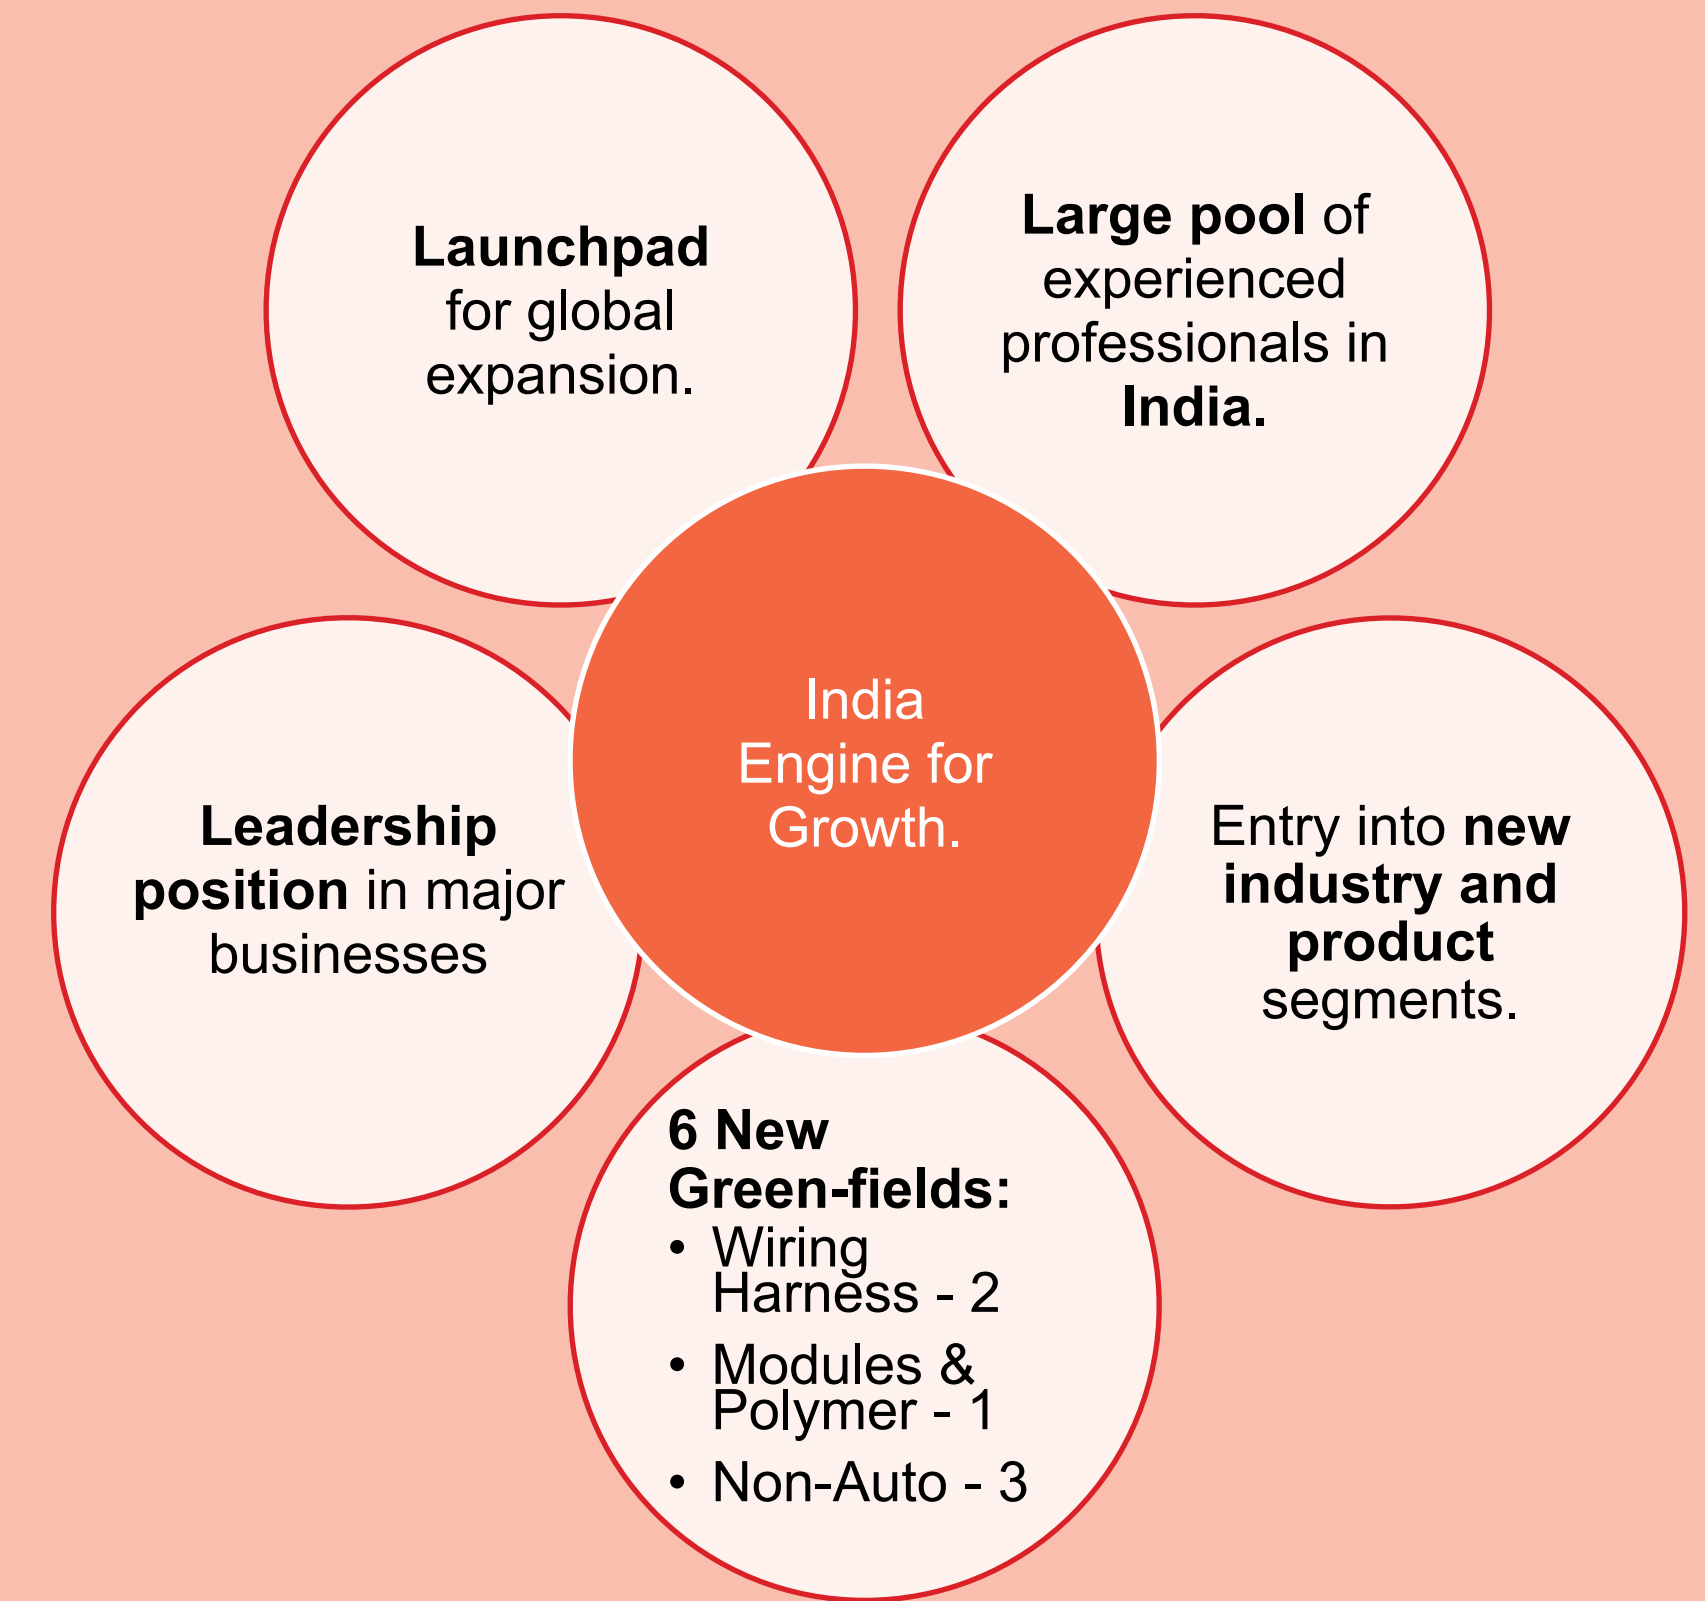 Launchpad
for global
expansion.
Large pool of
experienced
professionals in
India.
India
Engine for
Growth.
Leadership
position in major
businesses
Entry into new
industry and
product
segments.
6 New
Green-fields:
• Wiring
Harness - 2
• Modules &
Polymer - 1
• Non-Auto - 3